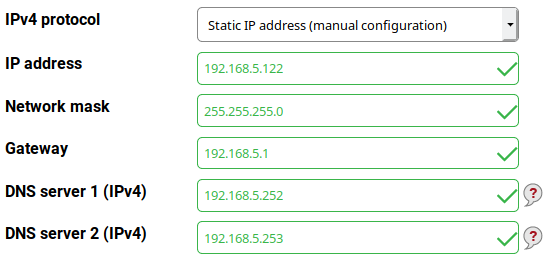 IPv4 protocol Static IP address (manual configuration)
IP address 192.168.5.122
Network mask 255.255.255.0
Gateway 192.168.5.1
DNS server 1 (IPv4) 192.168.5.252 ?
DNS server 2 (IPv4) 192.168.5.253 ?